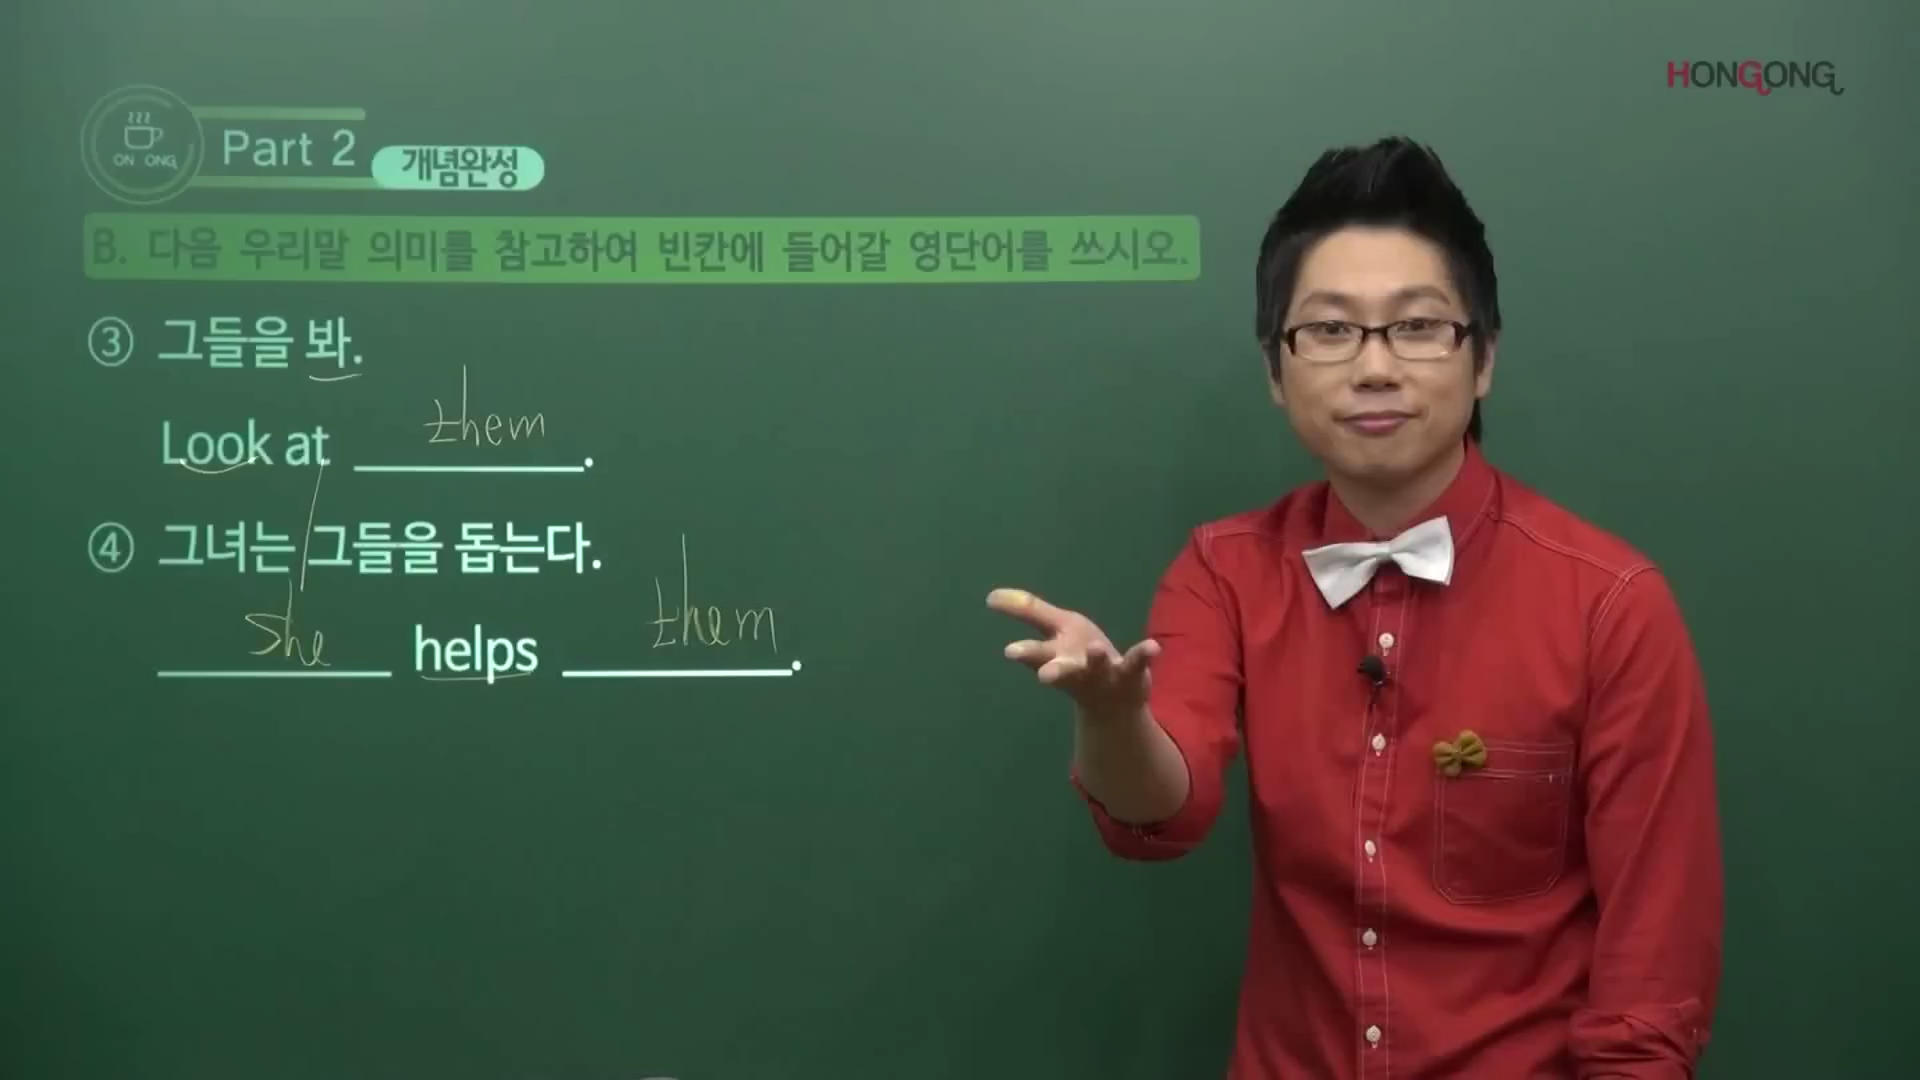 HONGONG
ON ONG
Part 2
개념완성
B. 다음 우리말 의미를 참고하여 빈칸에 들어갈 영단어를 쓰시오.
③ 그들을 봐.
Look at them.
④ 그녀는 그들을 돕는다.
she helps them.